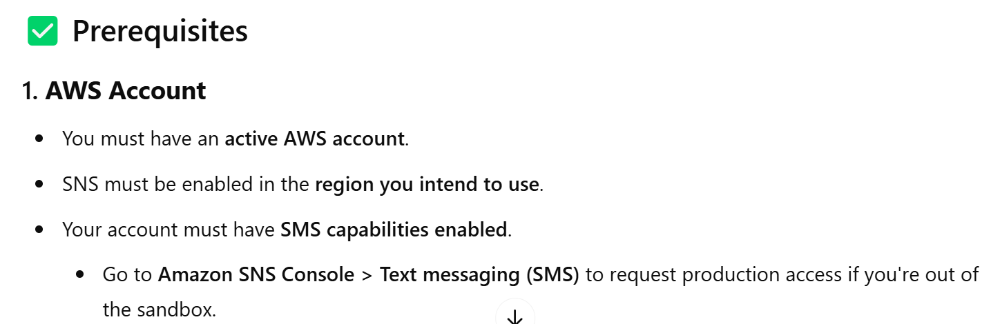 ✅ Prerequisites
1. AWS Account
• You must have an active AWS account.
• SNS must be enabled in the region you intend to use.
• Your account must have SMS capabilities enabled.
• Go to Amazon SNS Console > Text messaging (SMS) to request production access if you're out of
the sandbox.